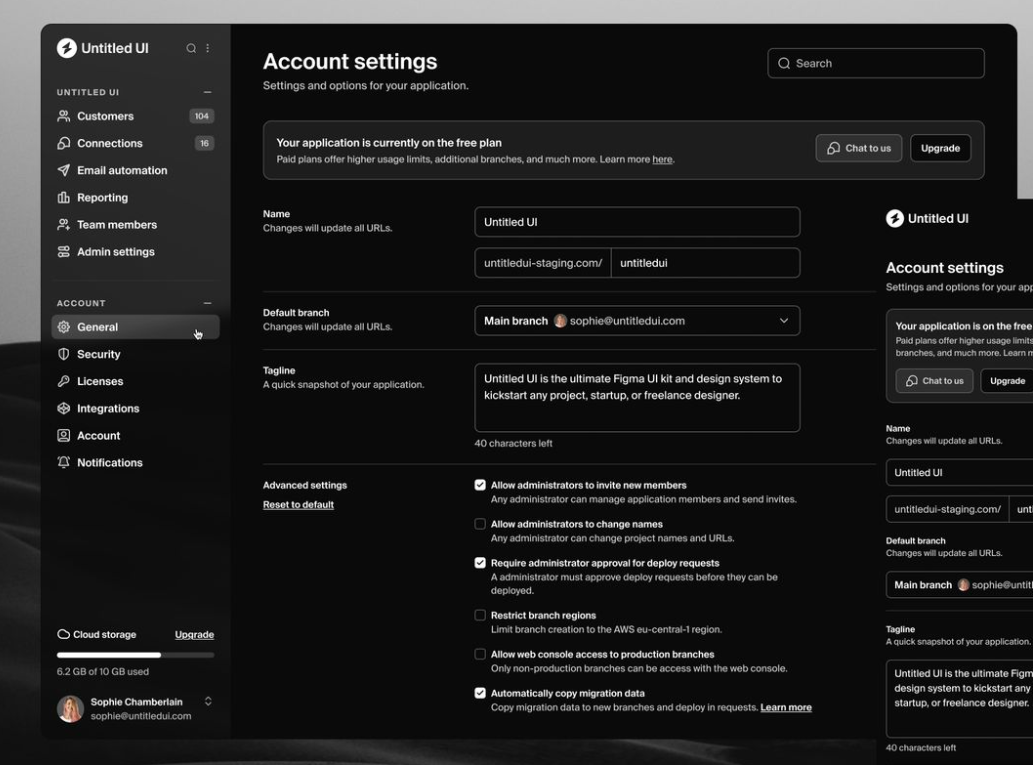 Untitled UI
UNTITLED UI
Customers 104
Connections 16
Email automation
Reporting
Team members
Admin settings
ACCOUNT
General
Security
Licenses
Integrations
Account
Notifications
Cloud storage Upgrade
6.2 GB of 10 GB used
Sophie Chamberlain
sophie@untitledui.com
Account settings
Settings and options for your application.
Search
Your application is currently on the free plan
Paid plans offer higher usage limits, additional branches, and much more. Learn more here.
Chat to us
Upgrade
Name
Changes will update all URLs.
Untitled UI
untitledui-staging.com/ untitledui
Default branch
Changes will update all URLs.
Main branch sophie@untitledui.com
Tagline
A quick snapshot of your application.
Untitled UI is the ultimate Figma UI kit and design system to
kickstart any project, startup, or freelance designer.
40 characters left
Advanced settings
Reset to default
Allow administrators to invite new members
Any administrator can manage application members and send invites.
Allow administrators to change names
Any administrator can change project names and URLs.
Require administrator approval for deploy requests
A administrator must approve deploy requests before they can be
deployed.
Restrict branch regions
Limit branch creation to the AWS eu-central-1 region.
Allow web console access to production branches
Only non-production branches can be access with the web console.
Automatically copy migration data
Copy migration data to new branches and deploy in requests. Learn more
Untitled UI
Account settings
Settings and options for your app
Your application is on the free
Paid plans offer higher usage limits
branches, and much more. Learn m
Chat to us
Upgrade
Name
Changes will update all URLs.
Untitled UI
untitledui-staging.com/ unt
Default branch
Changes will update all URLs.
Main branch sophie@untitl
Tagline
A quick snapshot of your application.
Untitled UI is the ultimate Figm
design system to kickstart any
startup, or freelance designer.
40 characters left